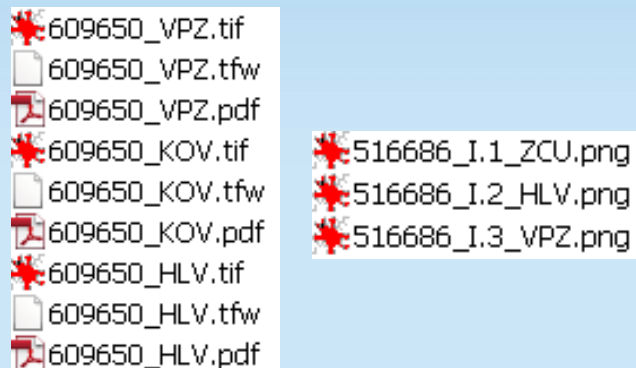 609650_VPZ.tif
609650_VPZ.tfw
609650_VPZ.pdf
609650_KOV.tif
609650_KOV.tfw
609650_KOV.pdf
609650_HLV.tif
609650_HLV.tfw
609650_HLV.pdf
516686_I.1_ZCU.png
516686_I.2_HLV.png
516686_I.3_VPZ.png